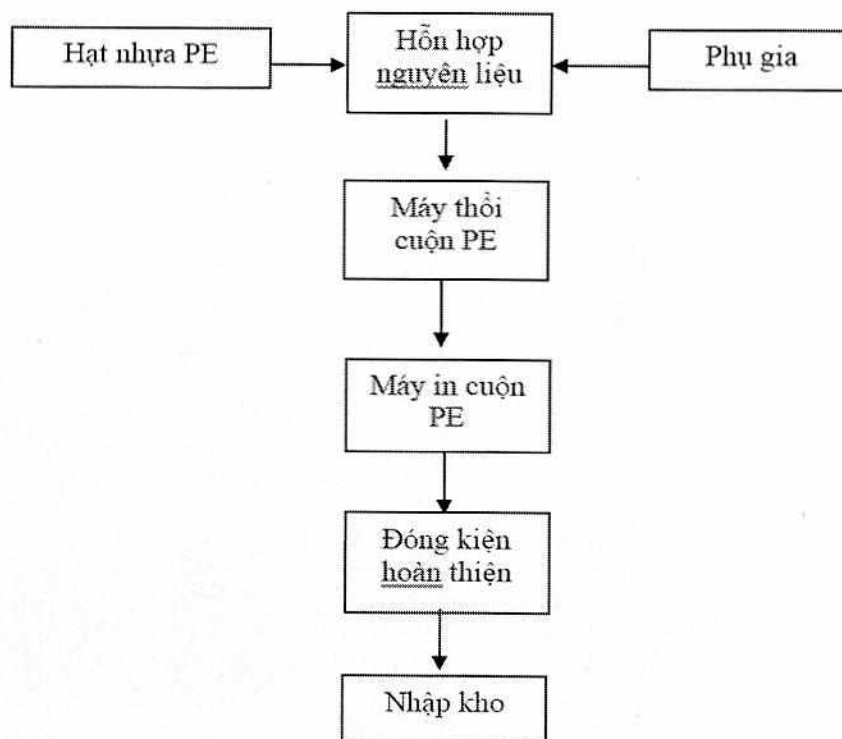 Hạt nhựa PE
Hỗn hợp
nguyên liệu
Phụ gia
Máy thổi
cuộn PE
Máy in cuộn
PE
Đóng kiện
hoàn thiện
Nhập kho